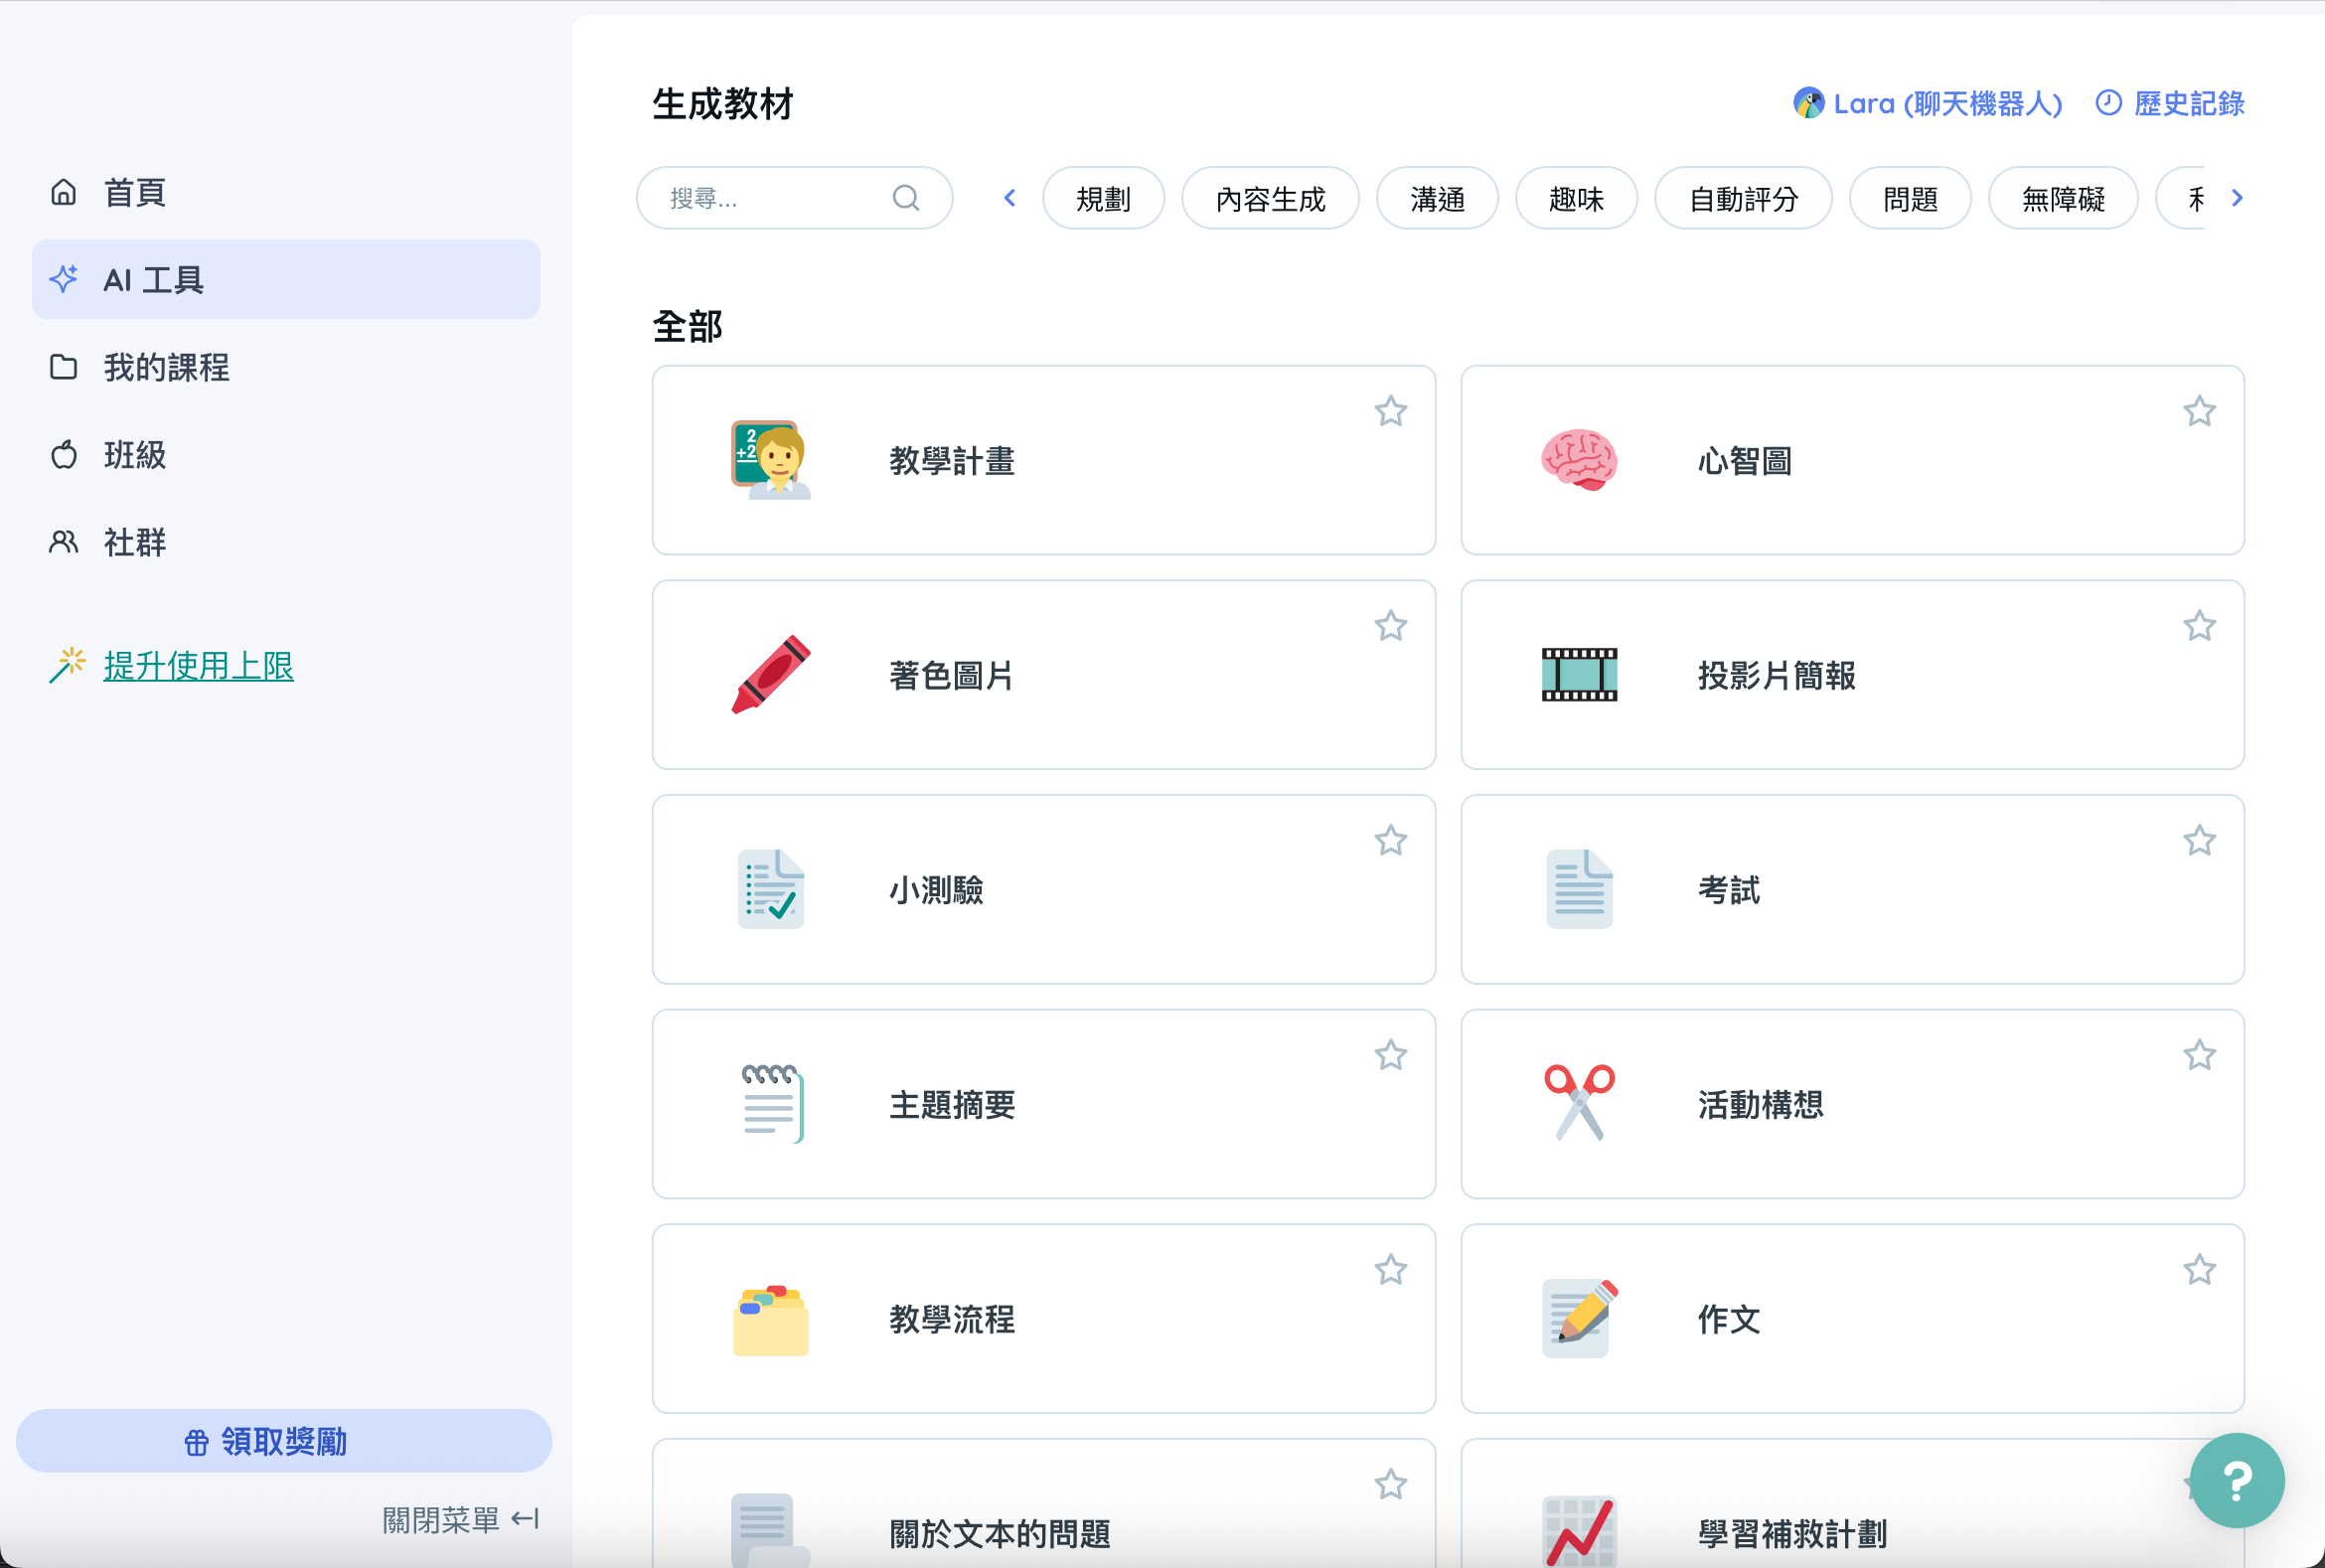 首頁
AI 工具
我的課程
班級
社群
提升使用上限
領取獎勵
關閉菜單
生成教材
Lara (聊天機器人)
歷史記錄
搜尋...
規劃
內容生成
溝通
趣味
自動評分
問題
無障礙
全部
2
+2
教學計畫
心智圖
著色圖片
投影片簡報
小測驗
考試
主題摘要
活動構想
教學流程
作文
關於文本的問題
學習補救計劃
?